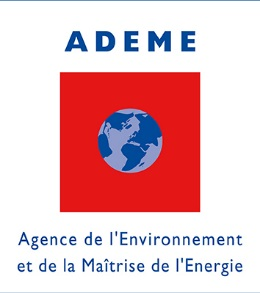 ADEME
Agence de l'Environnement
et de la Maîtrise de l'Energie